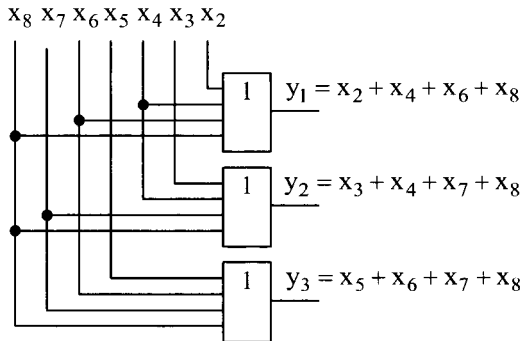 x₈ x₇ x₆ x₅ x₄ x₃ x₂
1 y₁ = x₂ + x₄ + x₆ + x₈
1 y₂ = x₃ + x₄ + x₇ + x₈
1 y₃ = x₅ + x₆ + x₇ + x₈